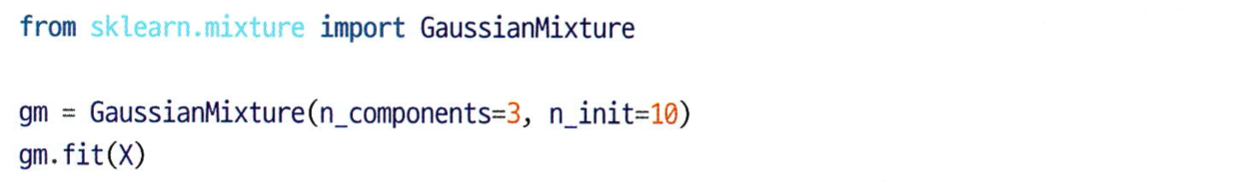 from sklearn.mixture import GaussianMixture
gm = GaussianMixture(n_components=3, n_init=10)
gm.fit(X)